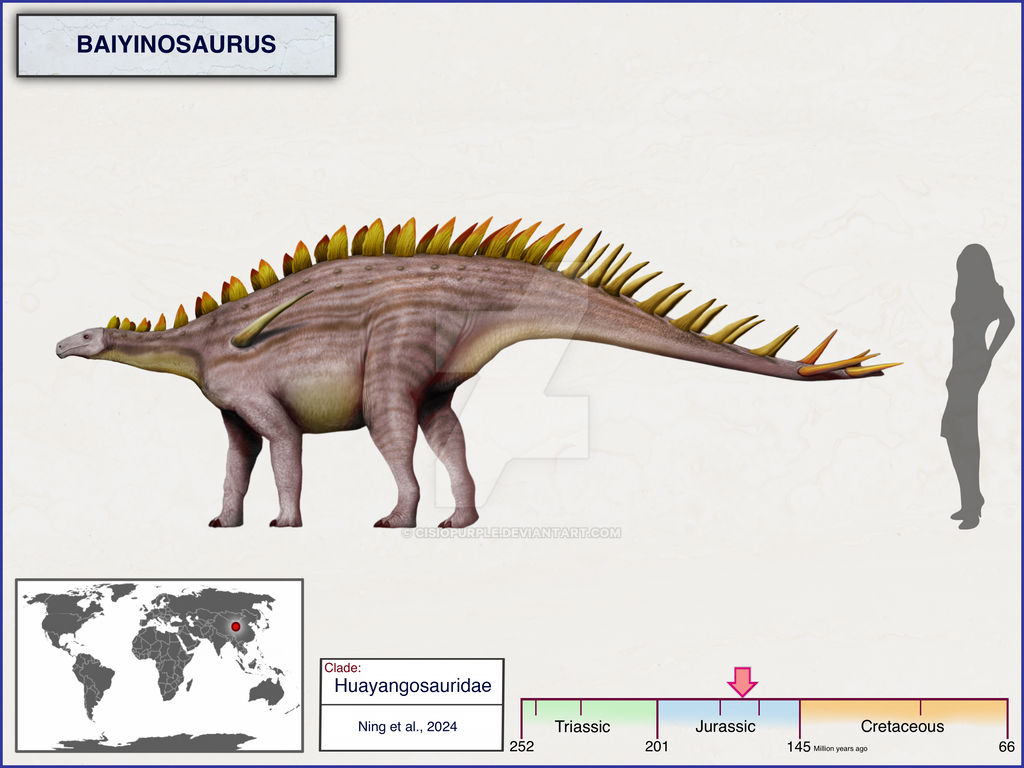 BAIYINOSAURUS
© CISIOPURPLE.DEVIANTART.COM
Clade:
Huayangosauridae
Ning et al., 2024
Triassic
Jurassic
Cretaceous
252
201
145 Million years ago
66